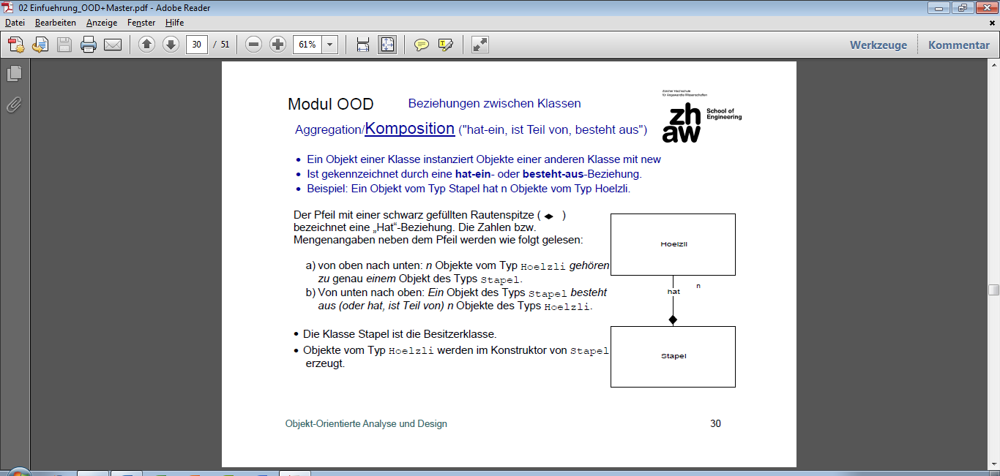 02 Einfuehrung_OOD+Master.pdf - Adobe Reader
Datei Bearbeiten Anzeige Fenster Hilfe
30 / 51 61% Werkzeuge Kommentar
Zürcher Hochschule
für Angewandte Wissenschaften
Modul OOD Beziehungen zwischen Klassen
zh aw School of Engineering
Aggregation/Komposition ("hat-ein, ist Teil von, besteht aus")
• Ein Objekt einer Klasse instanziert Objekte einer anderen Klasse mit new
• Ist gekennzeichnet durch eine hat-ein- oder besteht-aus-Beziehung.
• Beispiel: Ein Objekt vom Typ Stapel hat n Objekte vom Typ Hoelzli.
Der Pfeil mit einer schwarz gefüllten Rautenspitze ( )
bezeichnet eine „Hat“-Beziehung. Die Zahlen bzw.
Mengenangaben neben dem Pfeil werden wie folgt gelesen:
a) von oben nach unten: n Objekte vom Typ Hoelzli gehören
zu genau einem Objekt des Typs Stapel.
b) Von unten nach oben: Ein Objekt des Typs Stapel besteht
aus (oder hat, ist Teil von) n Objekte des Typs Hoelzli.
• Die Klasse Stapel ist die Besitzerklasse.
• Objekte vom Typ Hoelzli werden im Konstruktor von Stapel
erzeugt.
Hoelzli
n
hat
Stapel
Objekt-Orientierte Analyse und Design 30